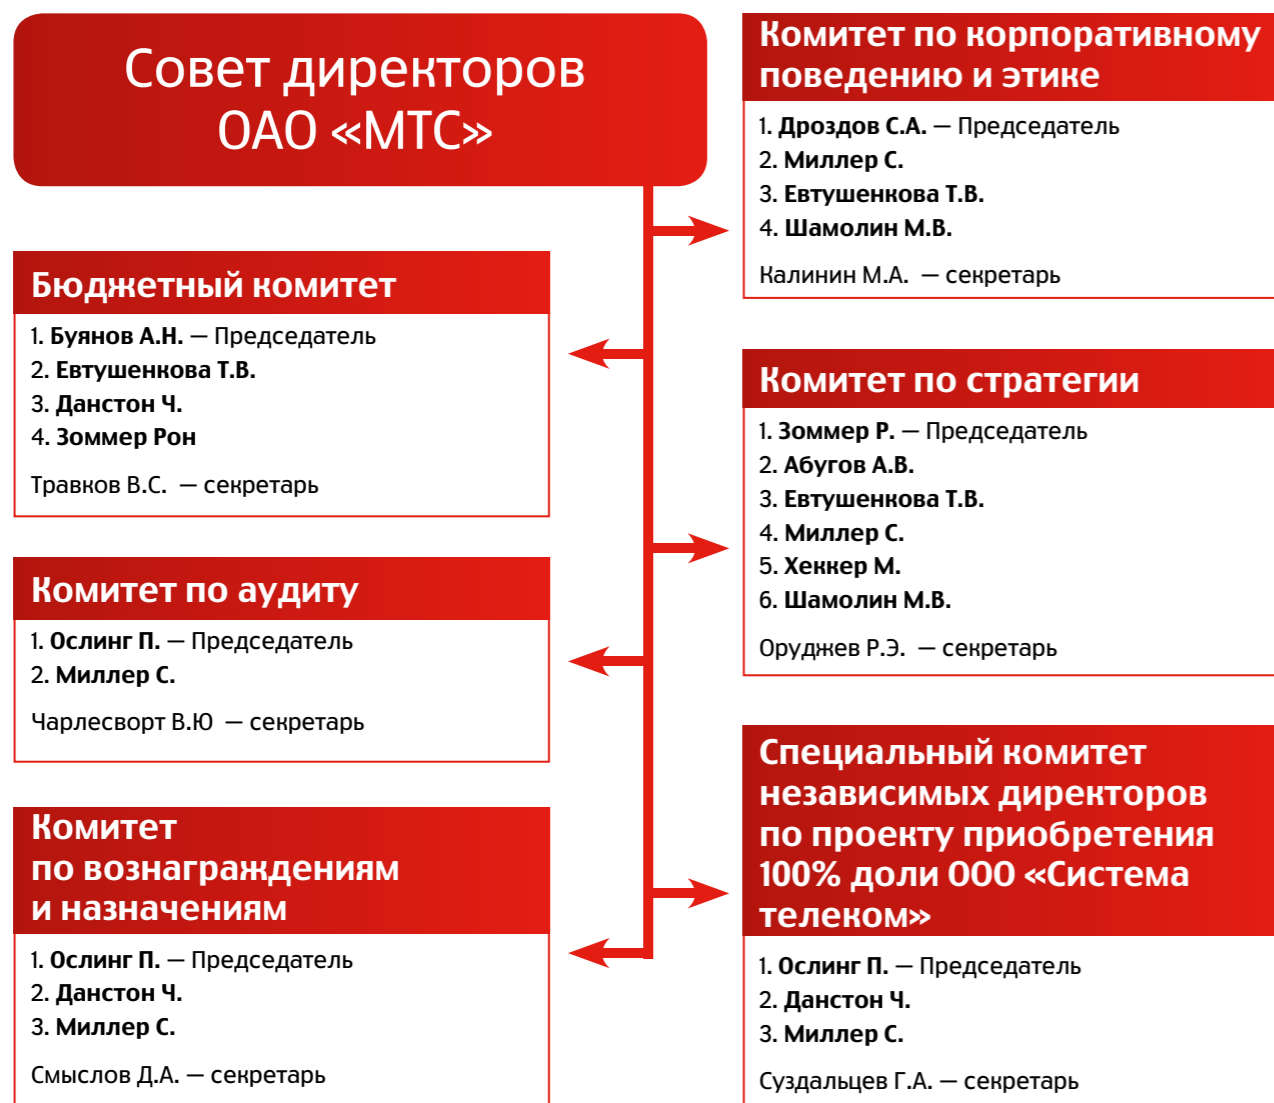 Совет директоров
ОАО «МТС»
Бюджетный комитет
1. Буянов А.Н. — Председатель
2. Евтушенкова Т.В.
3. Данстон Ч.
4. Зоммер Рон
Травков В.С. — секретарь
Комитет по аудиту
1. Ослинг П. — Председатель
2. Миллер С.
Чарлесворт В.Ю — секретарь
Комитет
по вознаграждениям
и назначениям
1. Ослинг П. — Председатель
2. Данстон Ч.
3. Миллер С.
Смыслов Д.А. — секретарь
Комитет по корпоративному
поведению и этике
1. Дроздов С.А. — Председатель
2. Миллер С.
3. Евтушенкова Т.В.
4. Шамолин М.В.
Калинин М.А. — секретарь
Комитет по стратегии
1. Зоммер Р. — Председатель
2. Абугов А.В.
3. Евтушенкова Т.В.
4. Миллер С.
5. Хеккер М.
6. Шамолин М.В.
Оруджев Р.Э. — секретарь
Специальный комитет
независимых директоров
по проекту приобретения
100% доли ООО «Система
телеком»
1. Ослинг П. — Председатель
2. Данстон Ч.
3. Миллер С.
Суздальцев Г.А. — секретарь